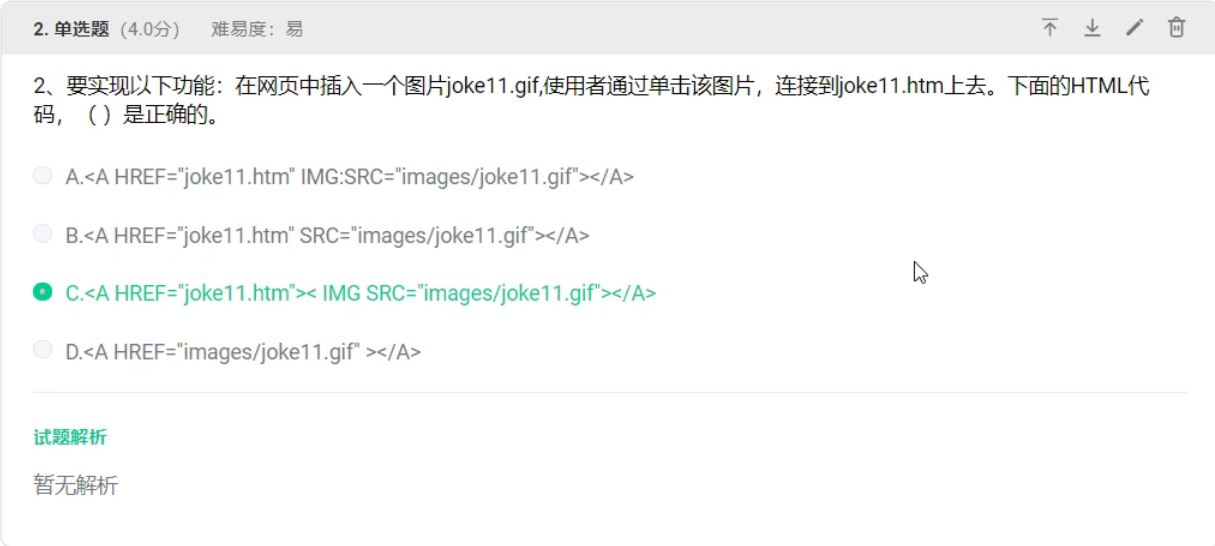 2. 单选题 (4.0分) 难易度：易
2、要实现以下功能：在网页中插入一个图片joke11.gif,使用者通过单击该图片，连接到joke11.htm上去。下面的HTML代
码，（ ）是正确的。
A.<A HREF="joke11.htm" IMG:SRC="images/joke11.gif"></A>
B.<A HREF="joke11.htm" SRC="images/joke11.gif"></A>
C.<A HREF="joke11.htm">< IMG SRC="images/joke11.gif"></A>
D.<A HREF="images/joke11.gif" ></A>
试题解析
暂无解析